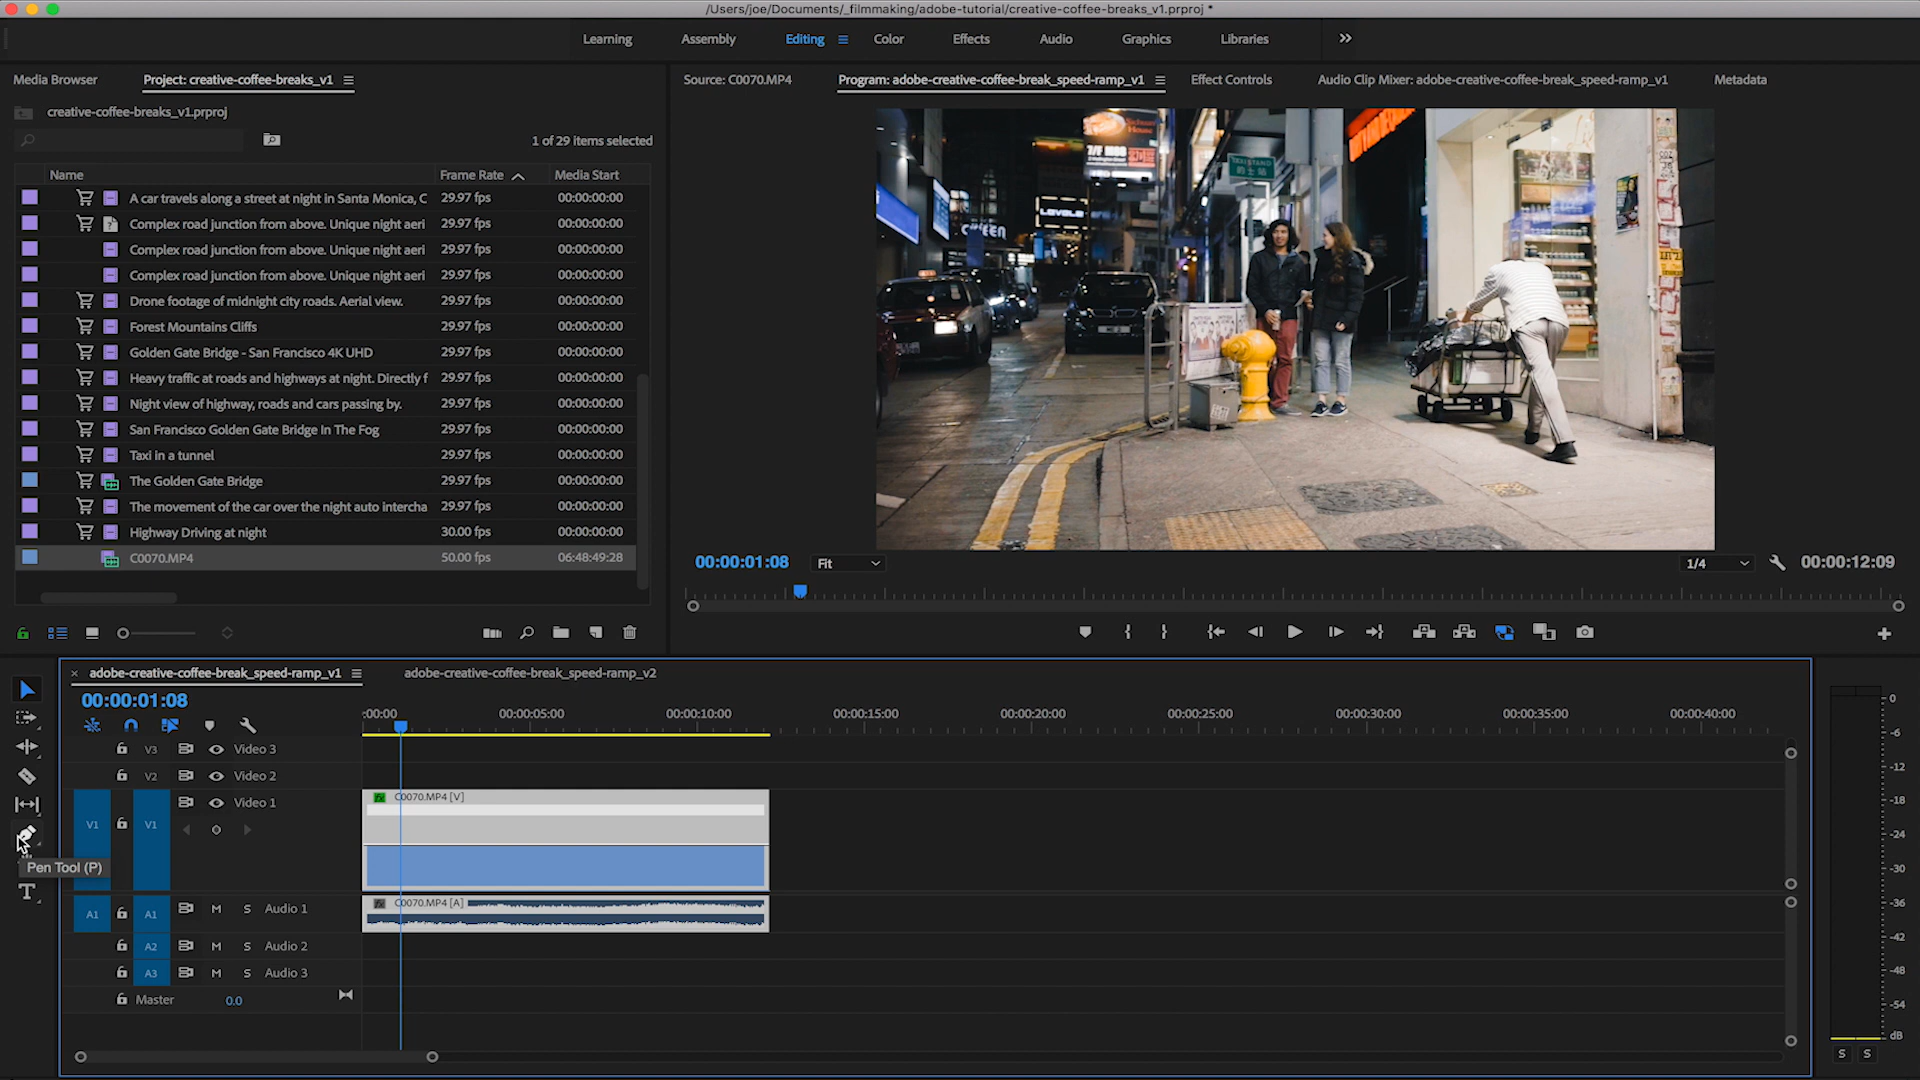 /Users/joe/Documents/_filmmaking/adobe-tutorial/creative-coffee-breaks_v1.prproj *
Learning Assembly Editing Color Effects Audio Graphics Libraries
Media Browser Project: creative-coffee-breaks_v1
Source: C0070.MP4 Program: adobe-creative-coffee-break_speed-ramp_v1 Effect Controls Audio Clip Mixer: adobe-creative-coffee-break_speed-ramp_v1 Metadata
creative-coffee-breaks_v1.prproj
1 of 29 items selected
Name Frame Rate Media Start
A car travels along a street at night in Santa Monica, C 29.97 fps 00:00:00:00
Complex road junction from above. Unique night aeri 29.97 fps 00:00:00:00
Complex road junction from above. Unique night aeri 29.97 fps 00:00:00:00
Complex road junction from above. Unique night aeri 29.97 fps 00:00:00:00
Drone footage of midnight city roads. Aerial view. 29.97 fps 00:00:00:00
Forest Mountains Cliffs 29.97 fps 00:00:00:00
Golden Gate Bridge - San Francisco 4K UHD 29.97 fps 00:00:00:00
Heavy traffic at roads and highways at night. Directly f 29.97 fps 00:00:00:00
Night view of highway, roads and cars passing by. 29.97 fps 00:00:00:00
San Francisco Golden Gate Bridge In The Fog 29.97 fps 00:00:00:00
Taxi in a tunnel 29.97 fps 00:00:00:00
The Golden Gate Bridge 29.97 fps 00:00:00:00
The movement of the car over the night auto intercha 29.97 fps 00:00:00:00
Highway Driving at night 30.00 fps 00:00:00:00
C0070.MP4 50.00 fps 06:48:49:28
TAXI STAND
的士站
00:00:01:08 Fit 1/4 00:00:12:09
adobe-creative-coffee-break_speed-ramp_v1 adobe-creative-coffee-break_speed-ramp_v2
00:00:01:08
:00:00 00:00:05:00 00:00:10:00 00:00:15:00 00:00:20:00 00:00:25:00 00:00:30:00 00:00:35:00 00:00:40:00
V3 Video 3
V2 Video 2
V1 V1 Video 1
C0070.MP4 [V]
Pen Tool (P)
A1 A1 M S Audio 1
C0070.MP4 [A]
A2 M S Audio 2
A3 M S Audio 3
Master 0.0
0
-6
-12
-18
-24
-30
-36
-42
-48
-54
dB
S S